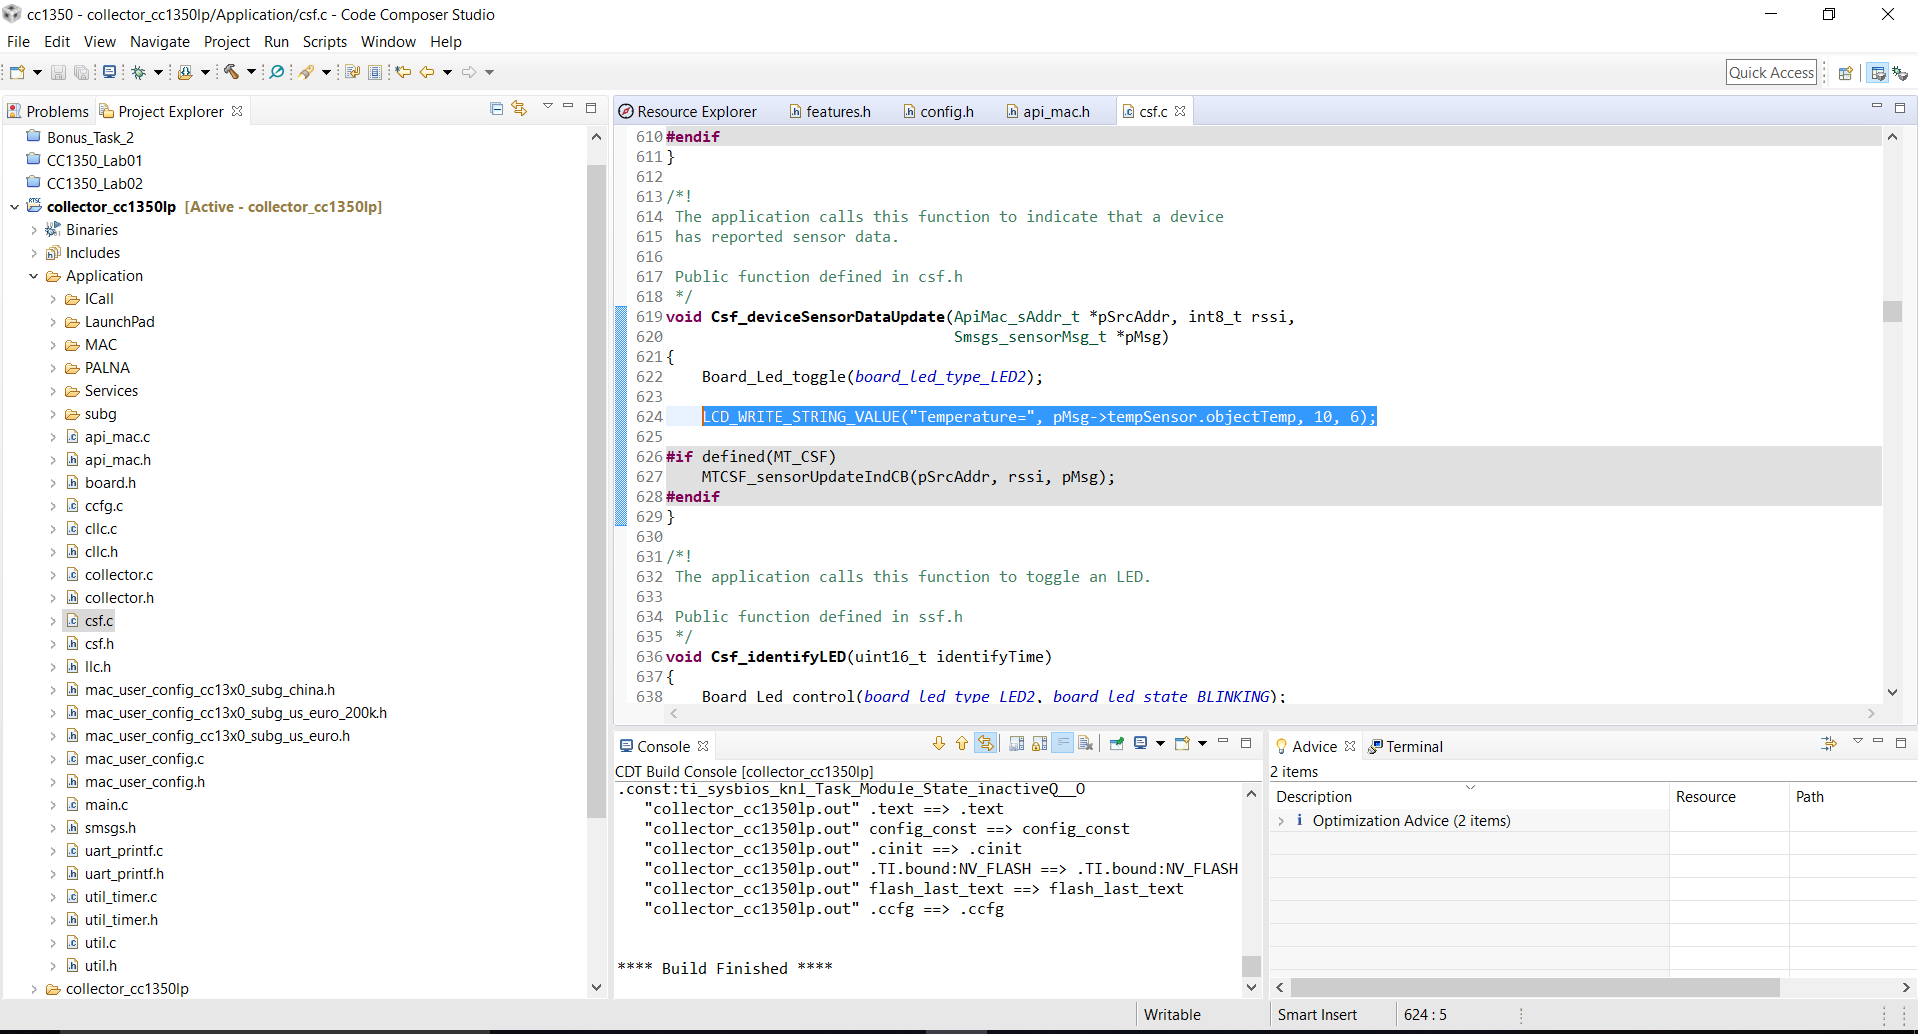 cc1350 - collector_cc1350lp/Application/csf.c - Code Composer Studio
File Edit View Navigate Project Run Scripts Window Help
Quick Access
Problems Project Explorer
Bonus_Task_2
CC1350_Lab01
CC1350_Lab02
collector_cc1350lp [Active - collector_cc1350lp]
Binaries
Includes
Application
ICall
LaunchPad
MAC
PALNA
Services
subg
api_mac.c
api_mac.h
board.h
ccfg.c
cllc.c
cllc.h
collector.c
collector.h
csf.c
csf.h
llc.h
mac_user_config_cc13x0_subg_china.h
mac_user_config_cc13x0_subg_us_euro_200k.h
mac_user_config_cc13x0_subg_us_euro.h
mac_user_config.c
mac_user_config.h
main.c
smsgs.h
uart_printf.c
uart_printf.h
util_timer.c
util_timer.h
util.c
util.h
collector_cc1350lp
Resource Explorer features.h config.h api_mac.h csf.c
610 #endif
611 }
612
613 /*!
614 The application calls this function to indicate that a device
615 has reported sensor data.
616
617 Public function defined in csf.h
618 */
619 void Csf_deviceSensorDataUpdate(ApiMac_sAddr_t *pSrcAddr, int8_t rssi,
620 Smsgs_sensorMsg_t *pMsg)
621 {
622 Board_Led_toggle(board_led_type_LED2);
623
624 LCD_WRITE_STRING_VALUE("Temperature=", pMsg->tempSensor.objectTemp, 10, 6);
625
626 #if defined(MT_CSF)
627 MTCSF_sensorUpdateIndCB(pSrcAddr, rssi, pMsg);
628 #endif
629 }
630
631 /*!
632 The application calls this function to toggle an LED.
633
634 Public function defined in ssf.h
635 */
636 void Csf_identifyLED(uint16_t identifyTime)
637 {
638 Board_Led_control(board_led_type_LED2, board_led_state_BLINKING);
Console
CDT Build Console [collector_cc1350lp]
.const:ti_sysbios_knl_Task_Module_State_inactiveQ__O
"collector_cc1350lp.out" .text ==> .text
"collector_cc1350lp.out" config_const ==> config_const
"collector_cc1350lp.out" .cinit ==> .cinit
"collector_cc1350lp.out" .TI.bound:NV_FLASH ==> .TI.bound:NV_FLASH
"collector_cc1350lp.out" flash_last_text ==> flash_last_text
"collector_cc1350lp.out" .ccfg ==> .ccfg
**** Build Finished ****
Advice Terminal
2 items
Description Resource Path
Optimization Advice (2 items)
Writable Smart Insert 624 : 5